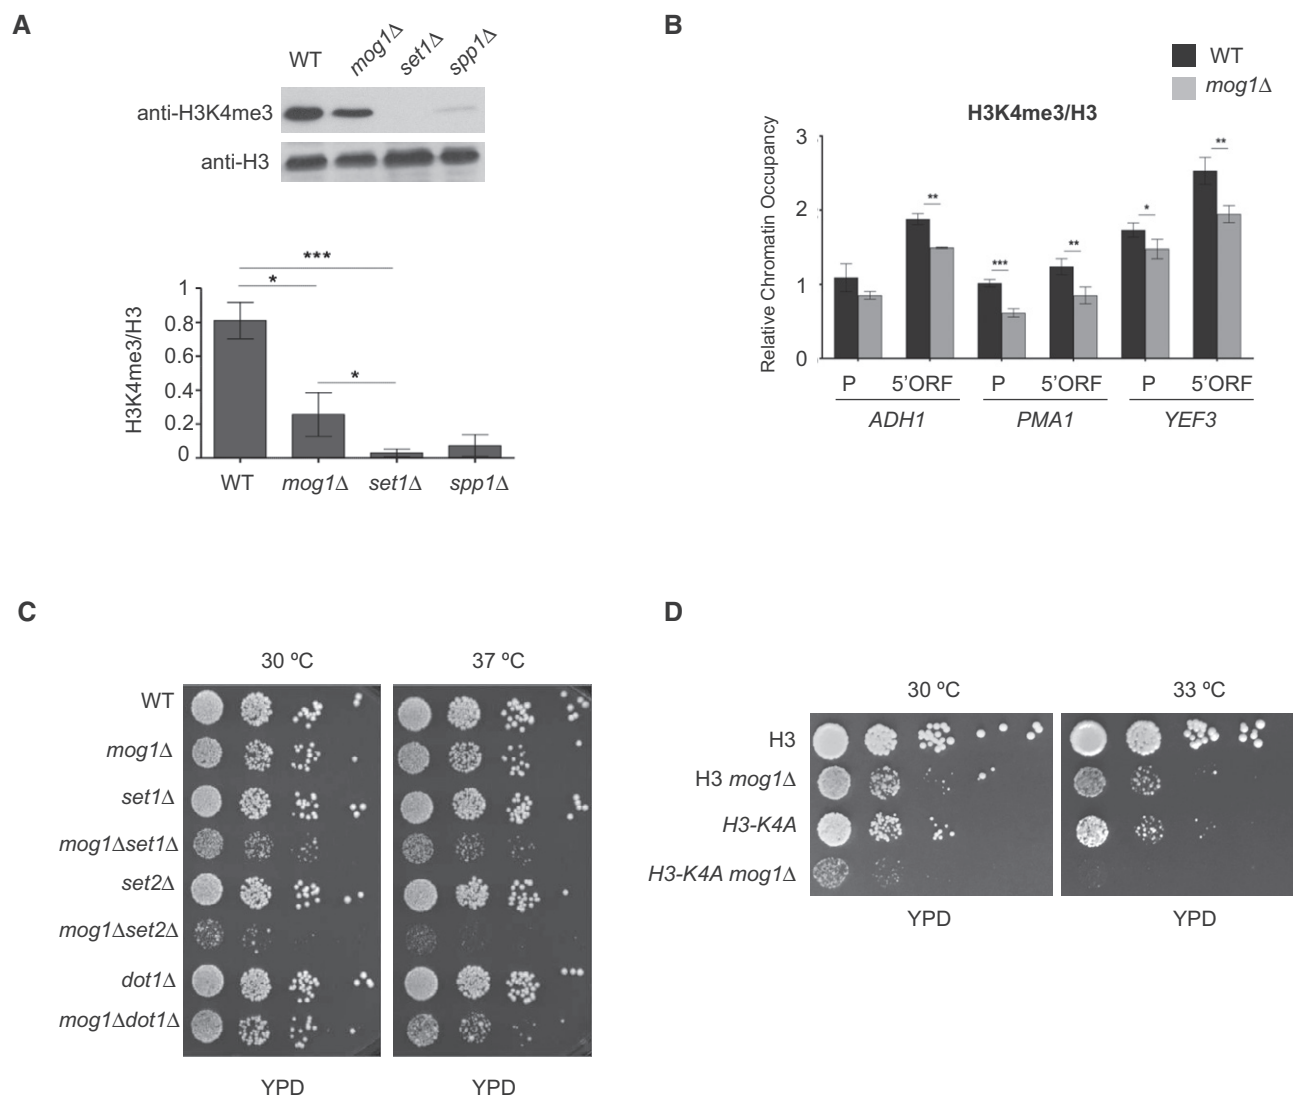 A
WT mog1Δ set1Δ spp1Δ
anti-H3K4me3
anti-H3
***
*
*
H3K4me3/H3
1
0.8
0.6
0.4
0.2
0
WT mog1Δ set1Δ spp1Δ
B
WT
mog1Δ
H3K4me3/H3
Relative Chromatin Occupancy
3
2
1
0
** *** ** * **
P 5'ORF P 5'ORF P 5'ORF
ADH1 PMA1 YEF3
C
30 ºC 37 ºC
WT
mog1Δ
set1Δ
mog1Δset1Δ
set2Δ
mog1Δset2Δ
dot1Δ
mog1Δdot1Δ
YPD YPD
D
30 ºC 33 ºC
H3
H3 mog1Δ
H3-K4A
H3-K4A mog1Δ
YPD YPD